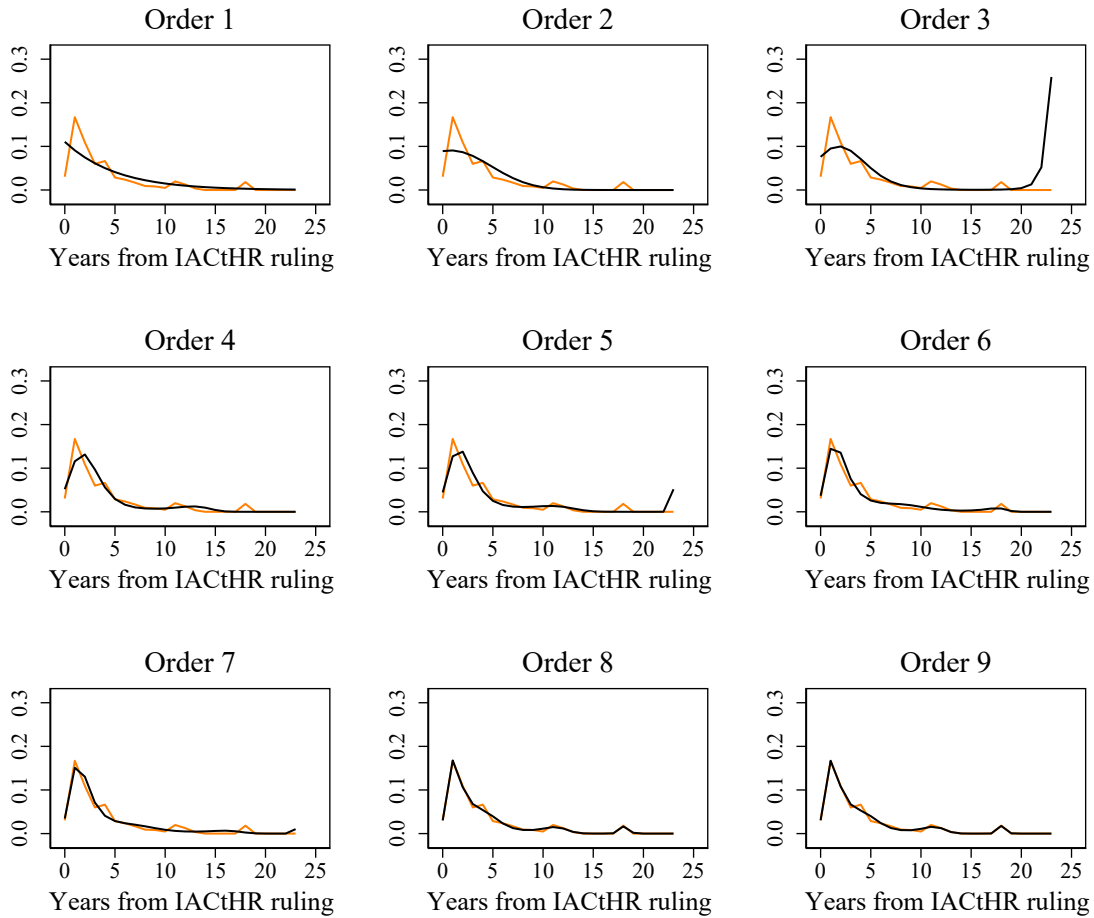 Order 1 Order 2 Order 3
0.3 0.3 0.3
0.2 0.2 0.2
0.1 0.1 0.1
0.0 0.0 0.0
0 5 10 15 20 25 0 5 10 15 20 25 0 5 10 15 20 25
Years from IACtHR ruling Years from IACtHR ruling Years from IACtHR ruling
Order 4 Order 5 Order 6
0.3 0.3 0.3
0.2 0.2 0.2
0.1 0.1 0.1
0.0 0.0 0.0
0 5 10 15 20 25 0 5 10 15 20 25 0 5 10 15 20 25
Years from IACtHR ruling Years from IACtHR ruling Years from IACtHR ruling
Order 7 Order 8 Order 9
0.3 0.3 0.3
0.2 0.2 0.2
0.1 0.1 0.1
0.0 0.0 0.0
0 5 10 15 20 25 0 5 10 15 20 25 0 5 10 15 20 25
Years from IACtHR ruling Years from IACtHR ruling Years from IACtHR ruling